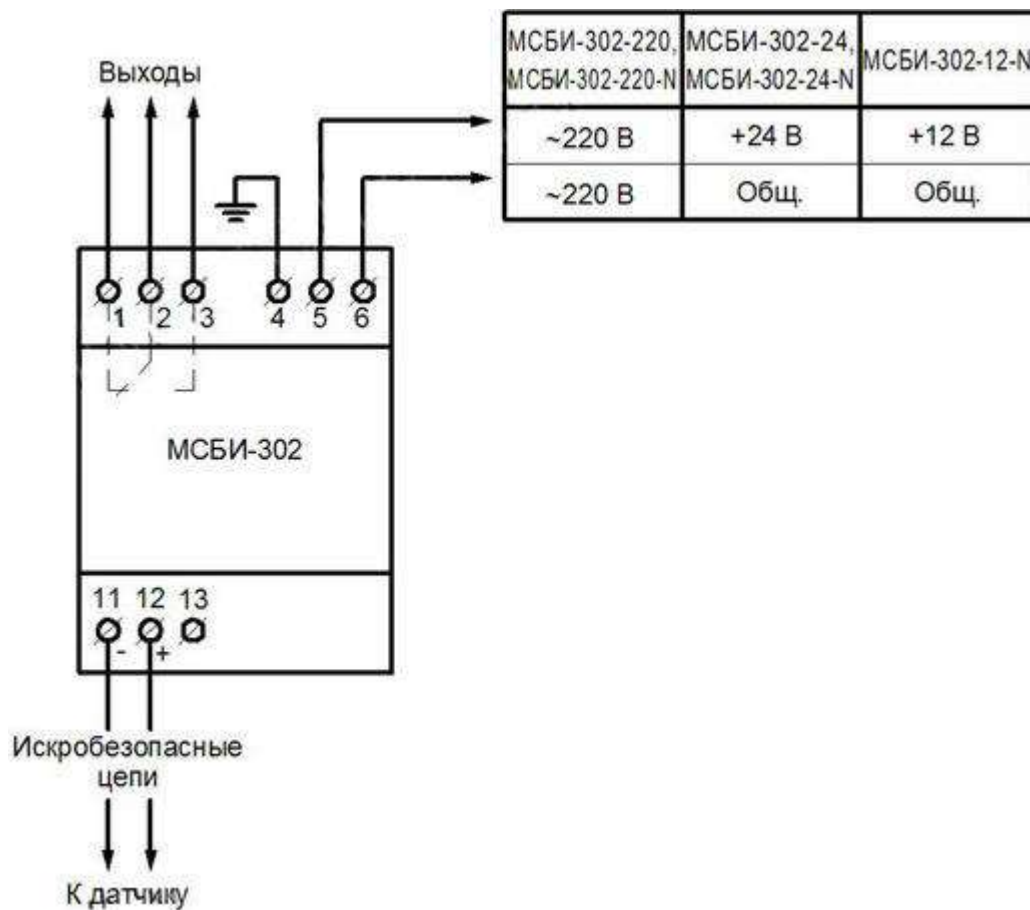 Выходы
МСБИ-302-220,
МСБИ-302-220-N
МСБИ-302-24,
МСБИ-302-24-N
МСБИ-302-12-N
~220 В
+24 В
+12 В
~220 В
Общ.
Общ.
1 2 3 4 5 6
МСБИ-302
11 12 13
- +
Искробезопасные
цепи
К датчику